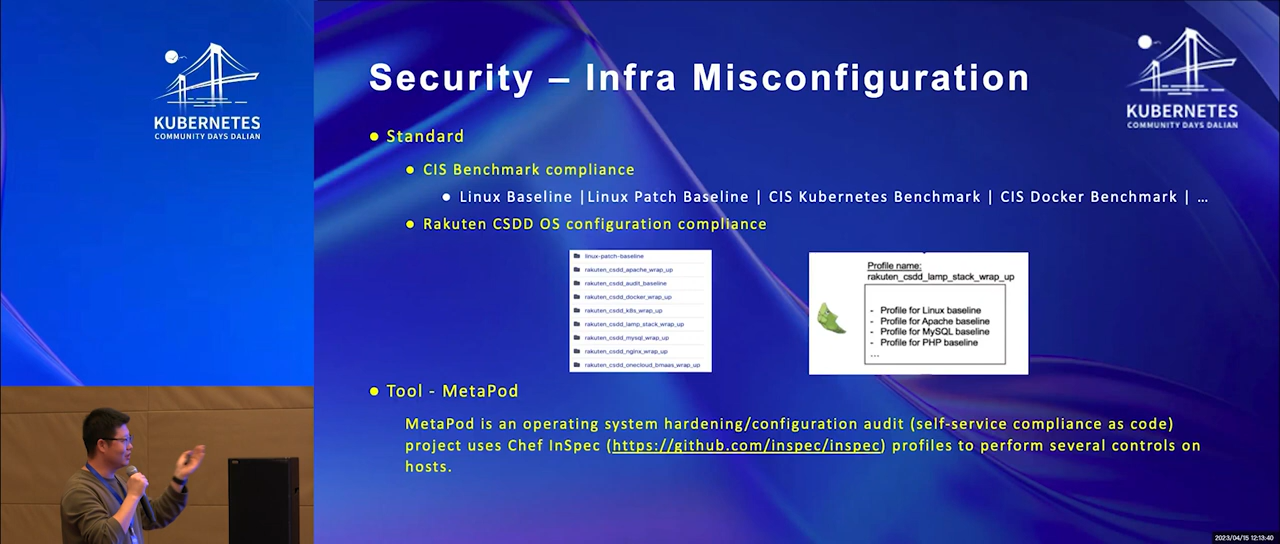 KUBERNETES
COMMUNITY DAYS DALIAN
Security – Infra Misconfiguration
KUBERNETES
COMMUNITY DAYS DALIAN
● Standard
● CIS Benchmark compliance
● Linux Baseline |Linux Patch Baseline | CIS Kubernetes Benchmark | CIS Docker Benchmark | ...
● Rakuten CSDD OS configuration compliance
linux-patch-baseline
rakuten_csdd_apache_wrap_up
rakuten_csdd_audit_baseline
rakuten_csdd_docker_wrap_up
rakuten_csdd_k8s_wrap_up
rakuten_csdd_lamp_stack_wrap_up
rakuten_csdd_mysql_wrap_up
rakuten_csdd_nginx_wrap_up
rakuten_csdd_onecloud_bmaas_wrap_up
Profile name:
rakuten_csdd_lamp_stack_wrap_up
- Profile for Linux baseline
- Profile for Apache baseline
- Profile for MySQL baseline
- Profile for PHP baseline
...
● Tool - MetaPod
MetaPod is an operating system hardening/configuration audit (self-service compliance as code)
project uses Chef InSpec (https://github.com/inspec/inspec) profiles to perform several controls on
hosts.
2023/04/15 12:13:40